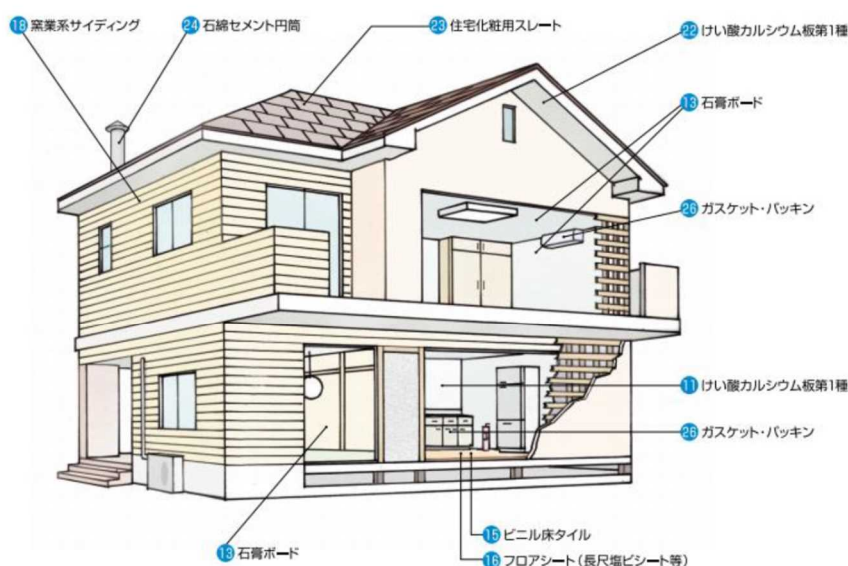 18 窯業系サイディング
24 石綿セメント円筒
23 住宅化粧用スレート
22 けい酸カルシウム板第1種
13 石膏ボード
26 ガスケット・パッキン
11 けい酸カルシウム板第1種
26 ガスケット・パッキン
15 ビニル床タイル
13 石膏ボード
16 フロアシート(長尺塩ビシート等)